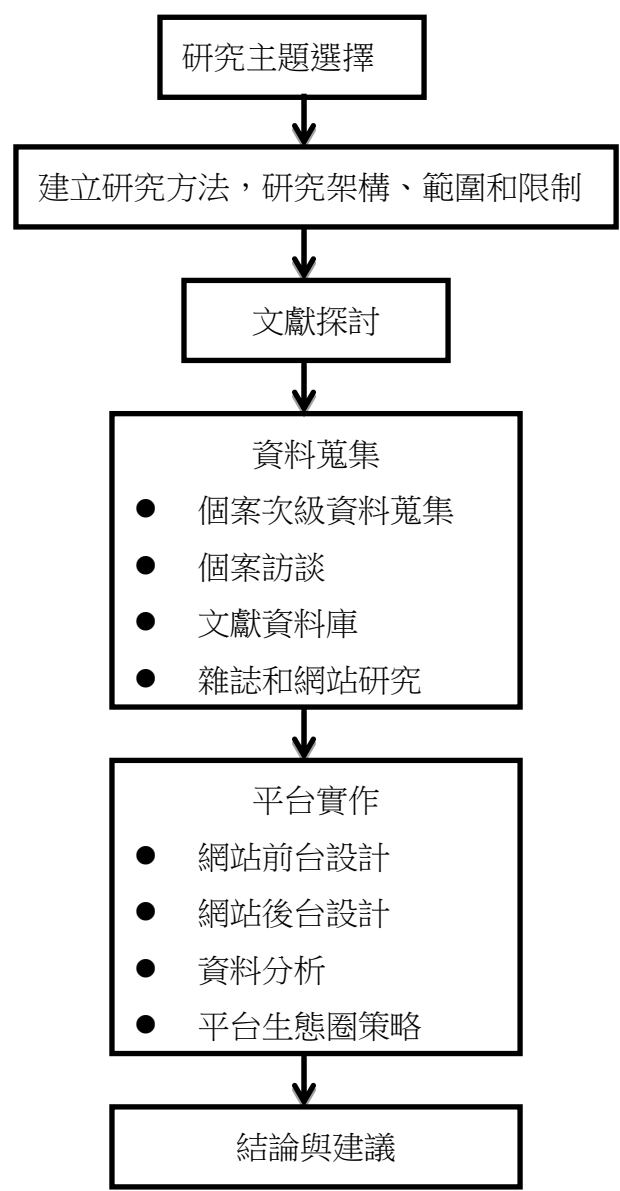 研究主題選擇
建立研究方法，研究架構、範圍和限制
文獻探討
資料蒐集
● 個案次級資料蒐集
● 個案訪談
● 文獻資料庫
● 雜誌和網站研究
平台實作
● 網站前台設計
● 網站後台設計
● 資料分析
● 平台生態圈策略
結論與建議